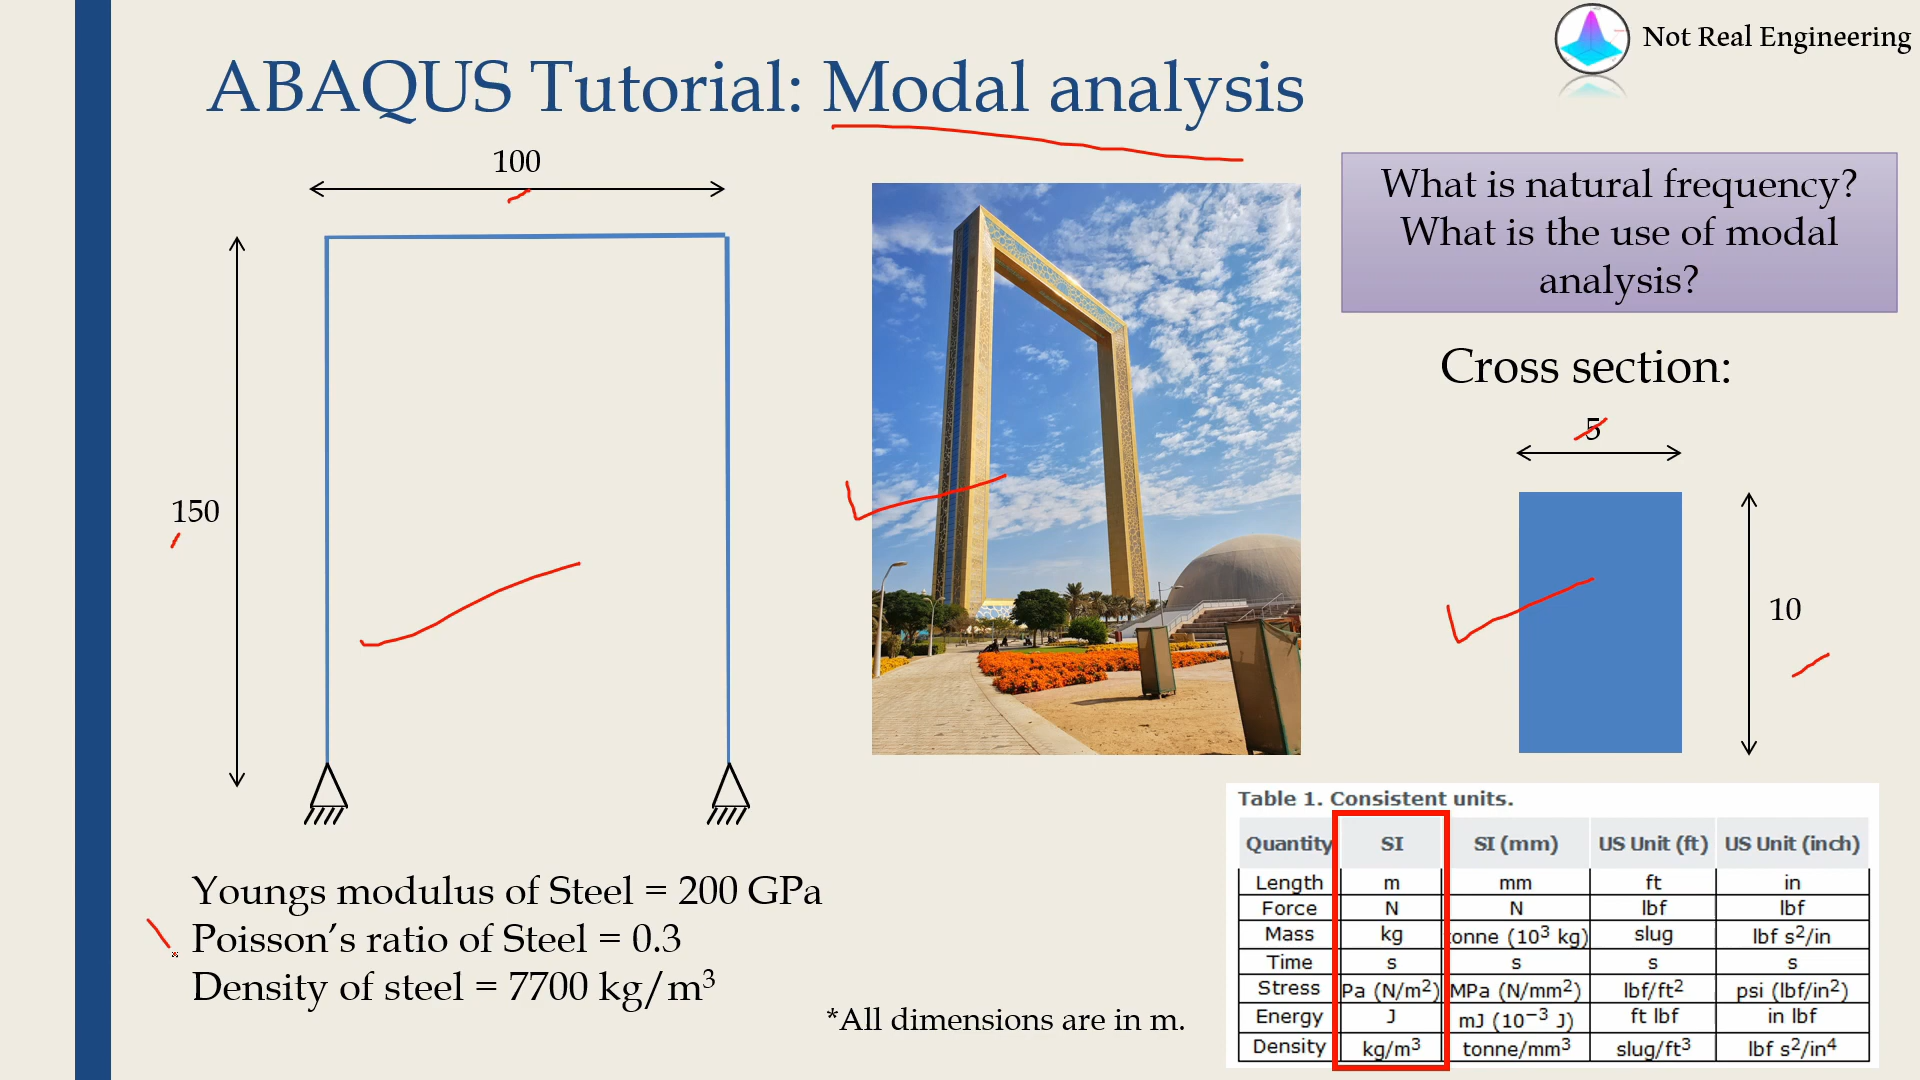 Not Real Engineering
ABAQUS Tutorial: Modal analysis
100
150
What is natural frequency?
What is the use of modal
analysis?
Cross section:
5
10
Youngs modulus of Steel = 200 GPa
Poisson’s ratio of Steel = 0.3
Density of steel = 7700 kg/m³
*All dimensions are in m.
Table 1. Consistent units.
Quantity SI SI (mm) US Unit (ft) US Unit (inch)
Length m mm ft in
Force N N lbf lbf
Mass kg tonne (10³ kg) slug lbf s²/in
Time s s s s
Stress Pa (N/m²) MPa (N/mm²) lbf/ft² psi (lbf/in²)
Energy J mJ (10⁻³ J) ft lbf in lbf
Density kg/m³ tonne/mm³ slug/ft³ lbf s²/in⁴